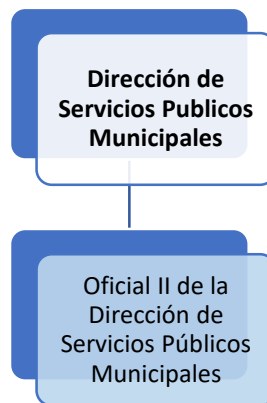 Dirección de
Servicios Publicos
Municipales
Oficial II de la
Dirección de
Servicios Públicos
Municipales